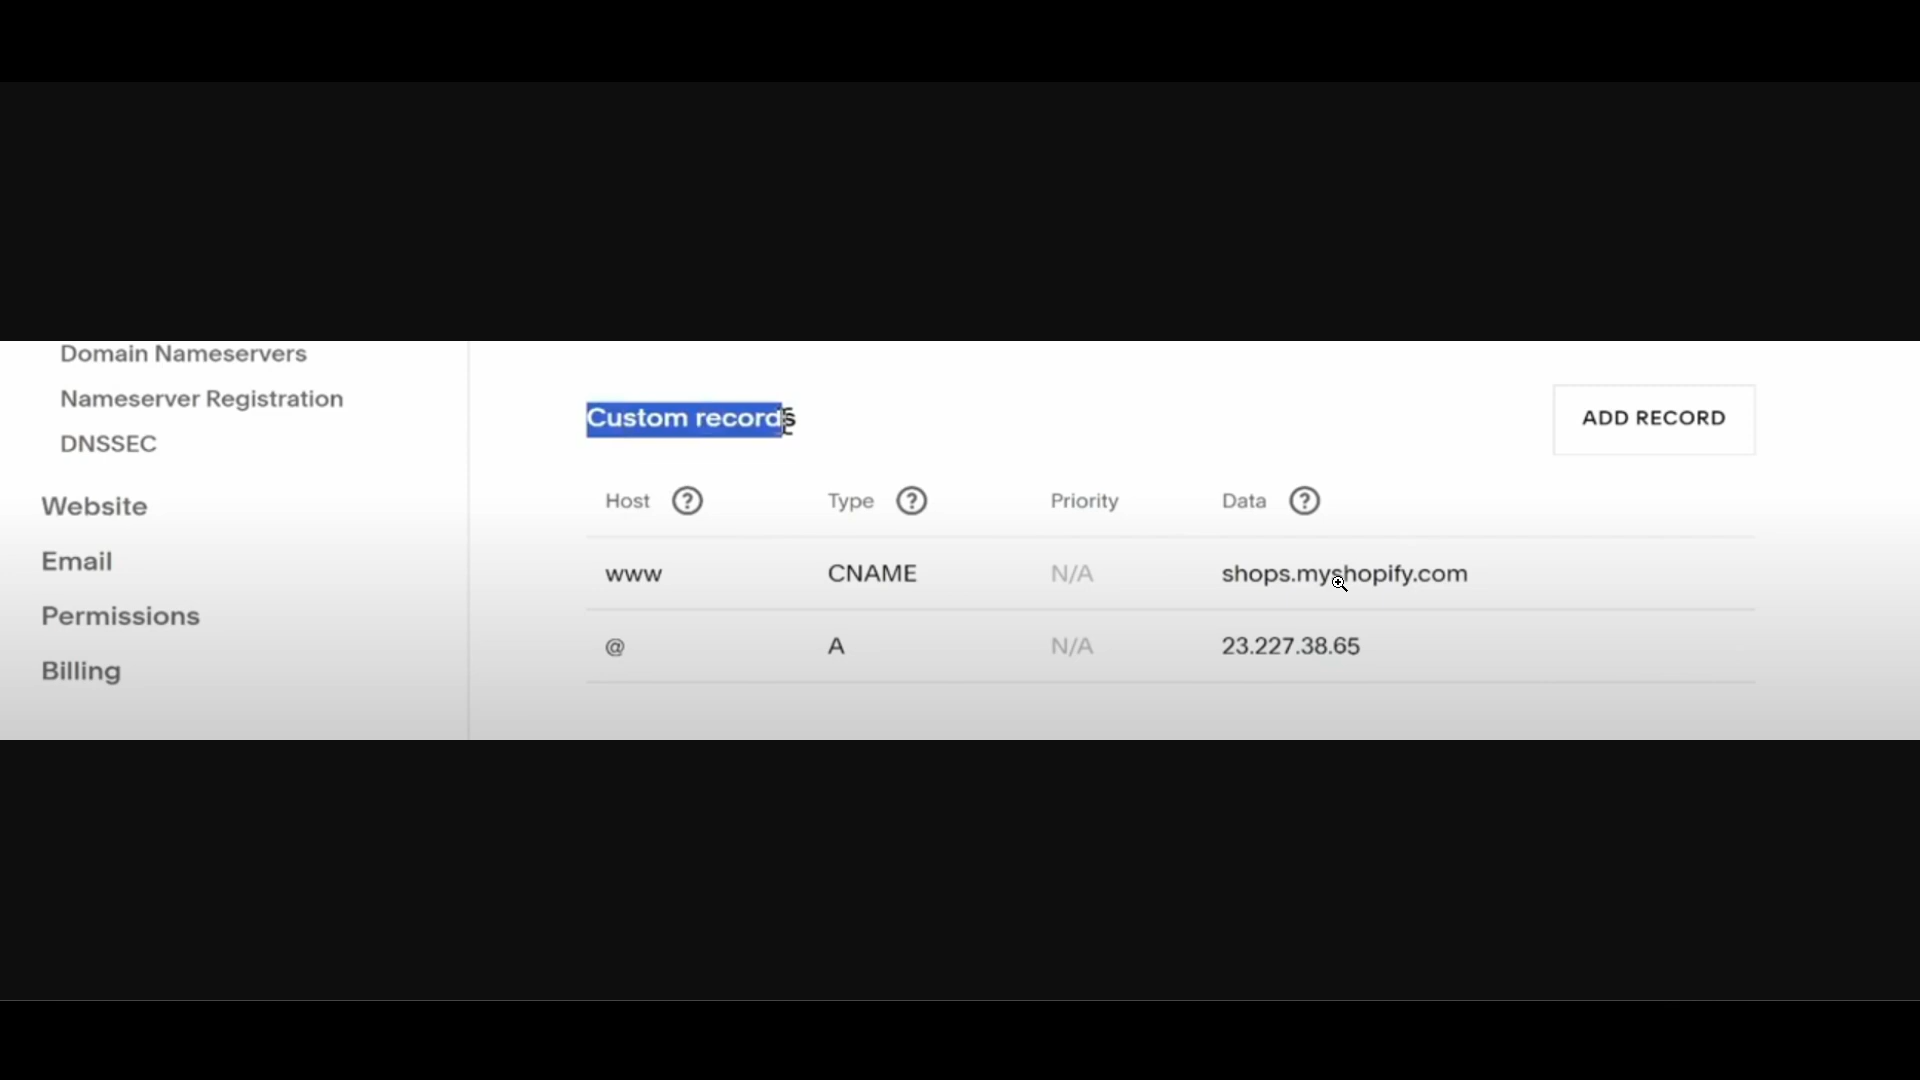 Domain Nameservers
Nameserver Registration
DNSSEC
Website
Email
Permissions
Billing
Custom records
ADD RECORD
Host ? Type ? Priority Data ?
www CNAME N/A shops.myshopify.com
@ A N/A 23.227.38.65